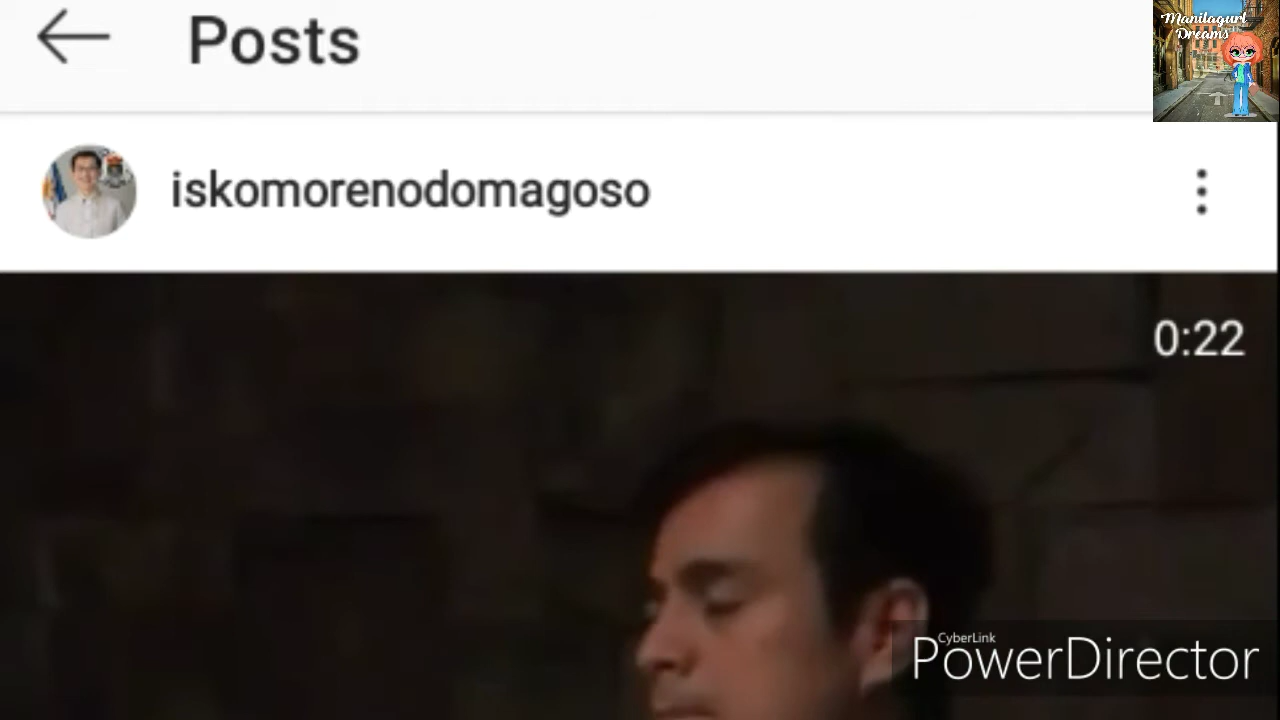 Posts
Manilagurl
Dreams
iskomorenodomagoso
0:22
CyberLink
PowerDirector